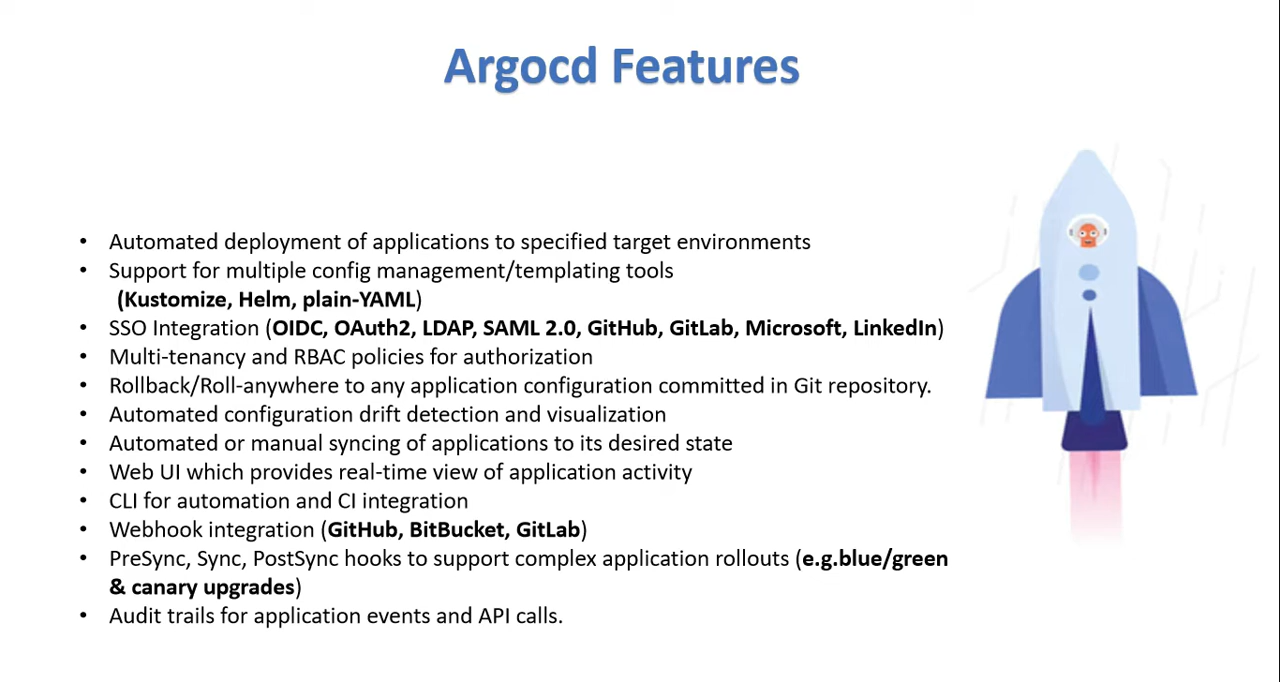 Argocd Features
• Automated deployment of applications to specified target environments
• Support for multiple config management/templating tools
(Kustomize, Helm, plain-YAML)
• SSO Integration (OIDC, OAuth2, LDAP, SAML 2.0, GitHub, GitLab, Microsoft, LinkedIn)
• Multi-tenancy and RBAC policies for authorization
• Rollback/Roll-anywhere to any application configuration committed in Git repository.
• Automated configuration drift detection and visualization
• Automated or manual syncing of applications to its desired state
• Web UI which provides real-time view of application activity
• CLI for automation and CI integration
• Webhook integration (GitHub, BitBucket, GitLab)
• PreSync, Sync, PostSync hooks to support complex application rollouts (e.g.blue/green
& canary upgrades)
• Audit trails for application events and API calls.